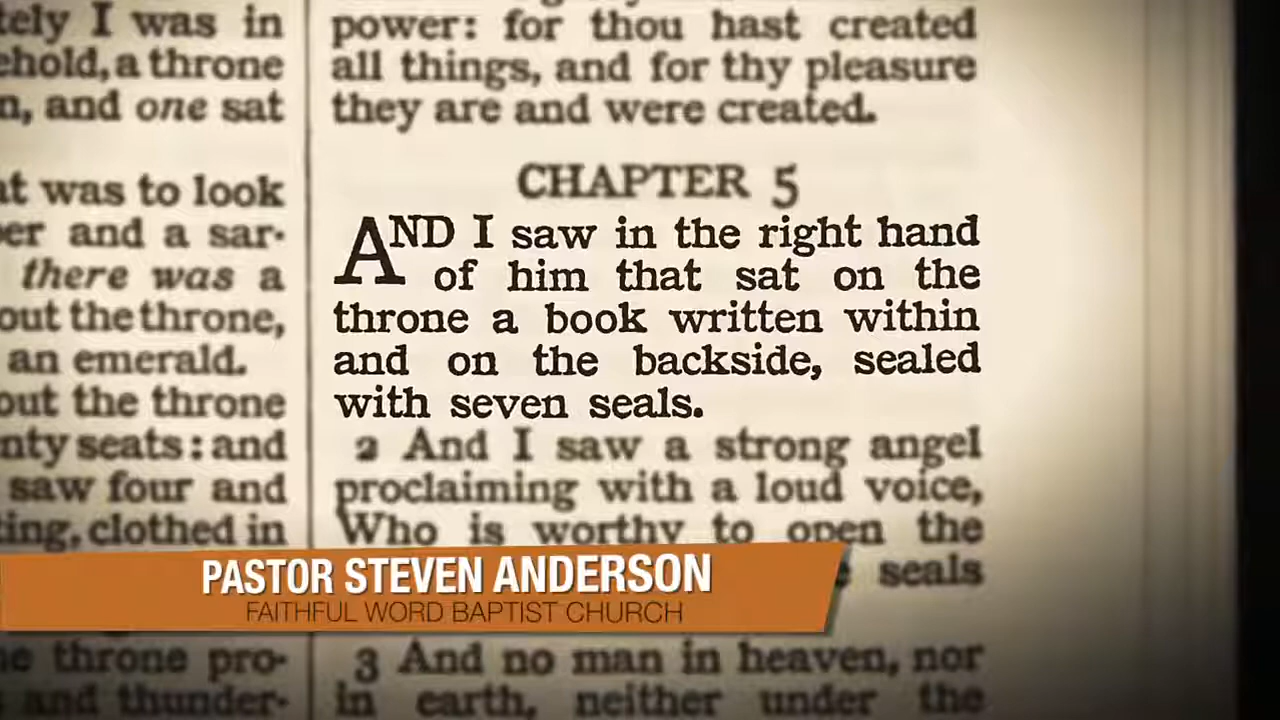 tely I was in
ehold, a throne
n, and one sat
at was to look
er and a sar-
there was a
out the throne,
an emerald.
out the throne
nty seats: and
saw four and
ting, clothed in
e throne pro-
and thunder-
power: for thou hast created
all things, and for thy pleasure
they are and were created.
CHAPTER 5
AND I saw in the right hand
of him that sat on the
throne a book written within
and on the backside, sealed
with seven seals.
2 And I saw a strong angel
proclaiming with a loud voice,
Who is worthy to open the
seals
3 And no man in heaven, nor
in earth, neither under the
PASTOR STEVEN ANDERSON
FAITHFUL WORD BAPTIST CHURCH